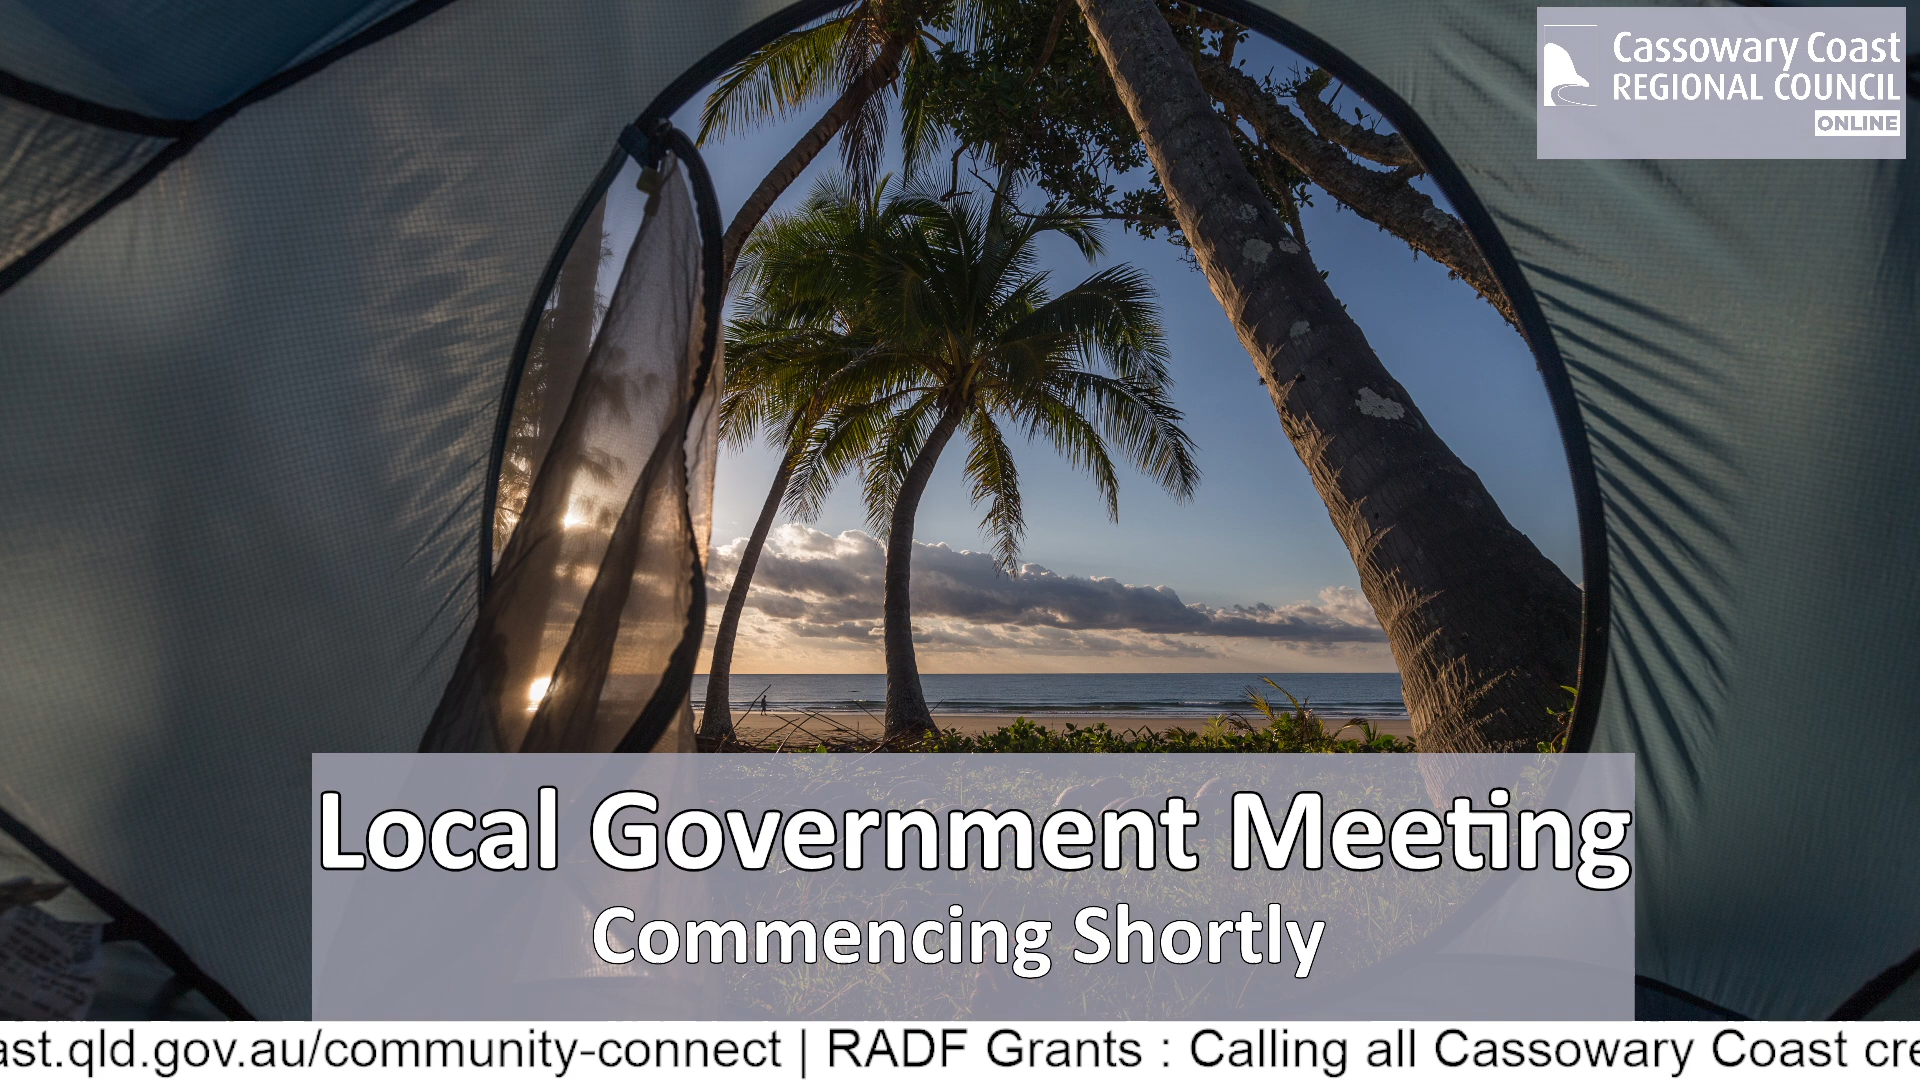 Cassowary Coast
REGIONAL COUNCIL
ONLINE
Local Government Meeting
Commencing Shortly
ast.qld.gov.au/community-connect | RADF Grants : Calling all Cassowary Coast cre